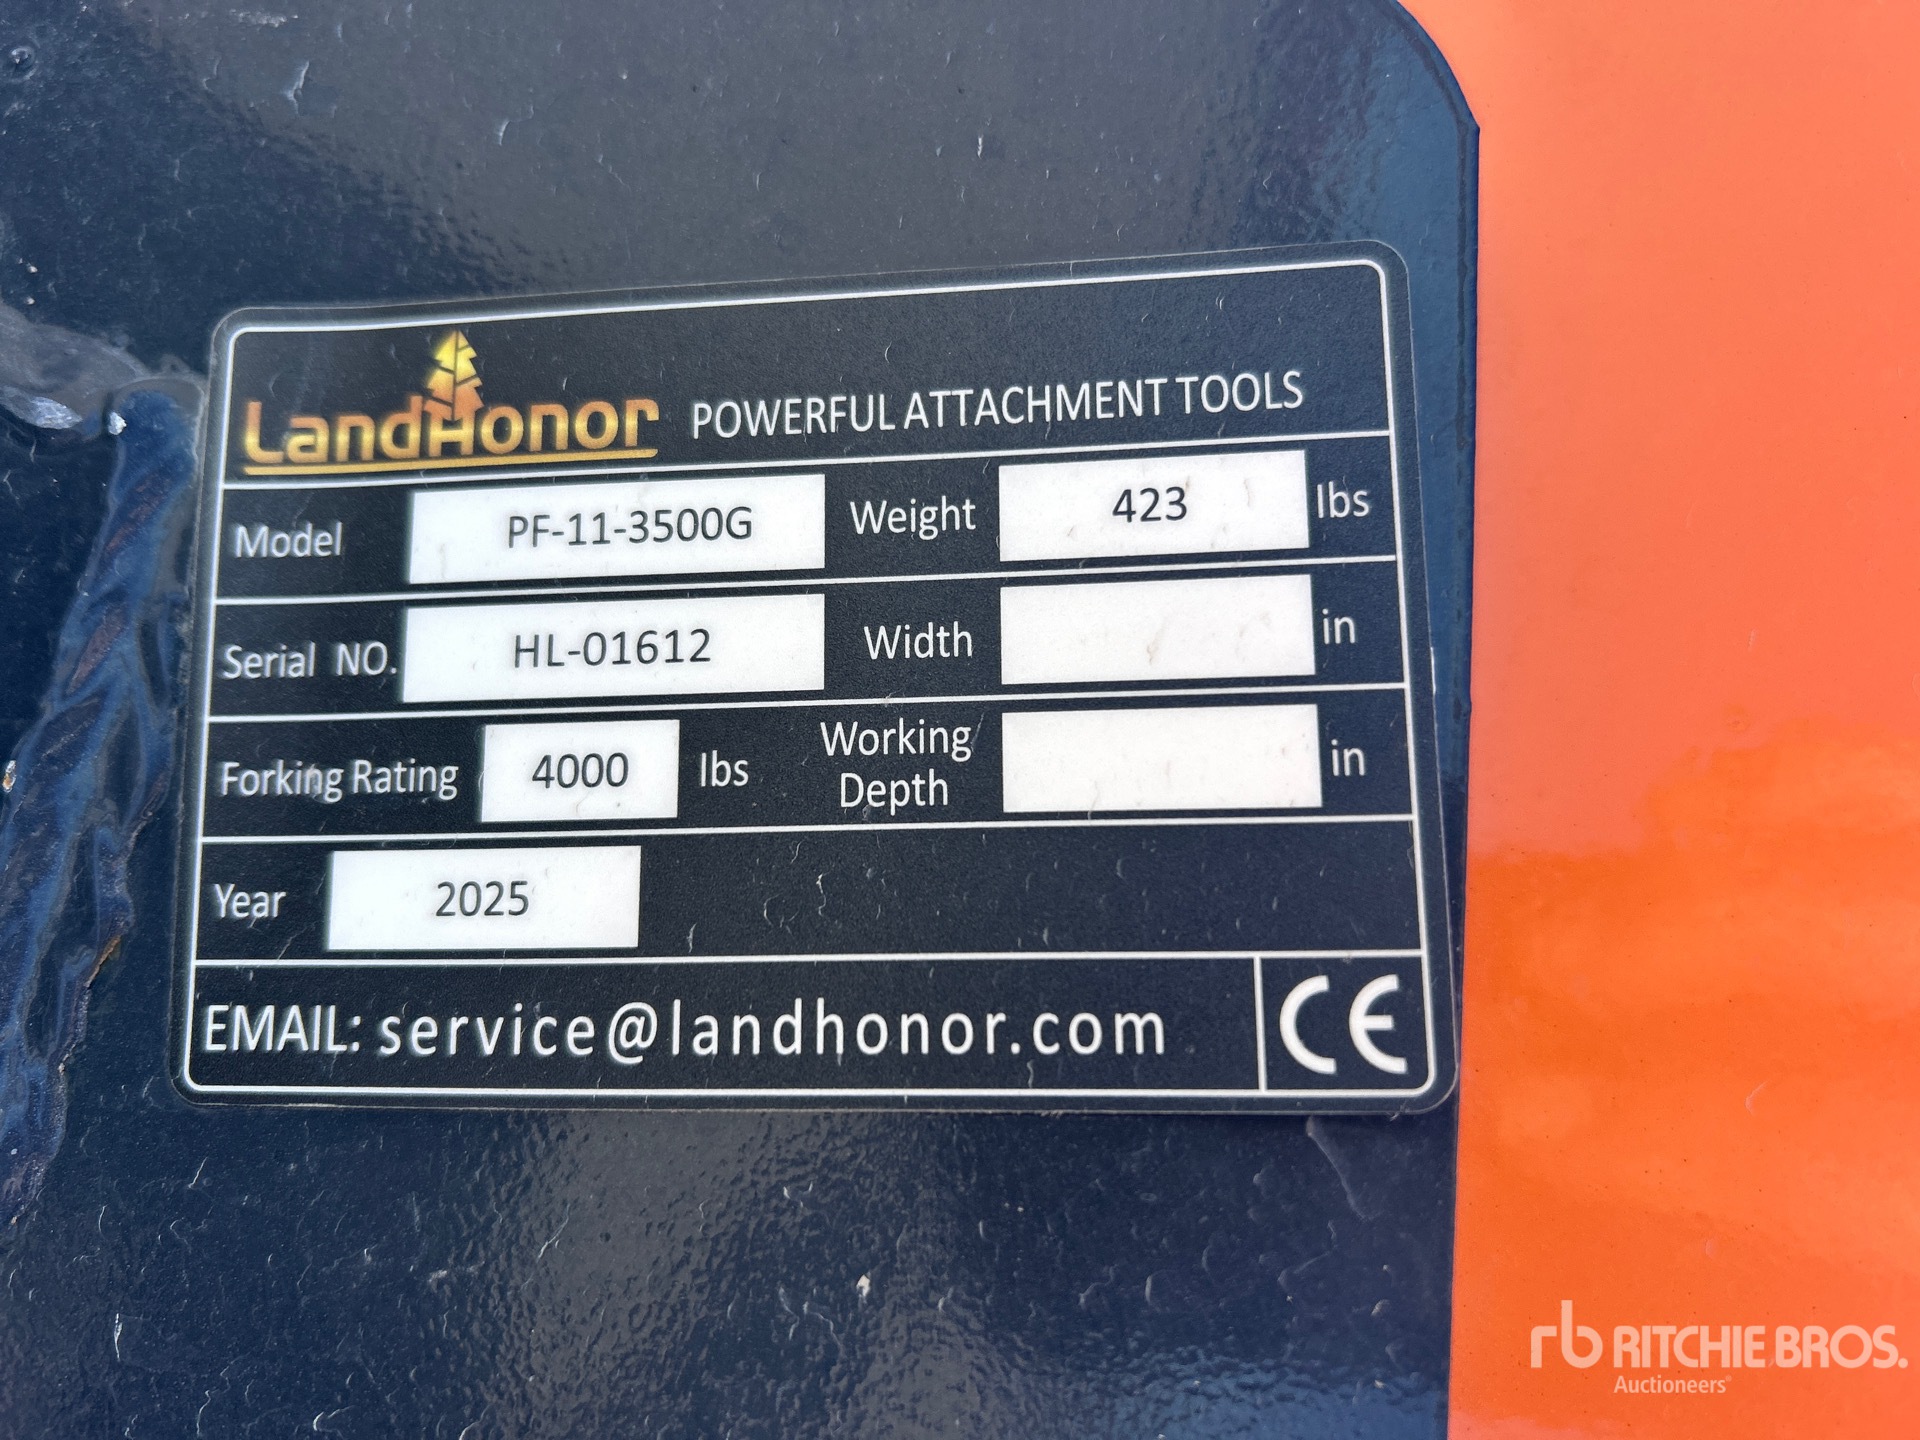 LandHonor POWERFUL ATTACHMENT TOOLS
Model PF-11-3500G Weight 423 lbs
Serial NO. HL-01612 Width in
Forking Rating 4000 lbs Working Depth in
Year 2025
EMAIL: service@landhonor.com CE
rb RITCHIE BROS.
Auctioneers